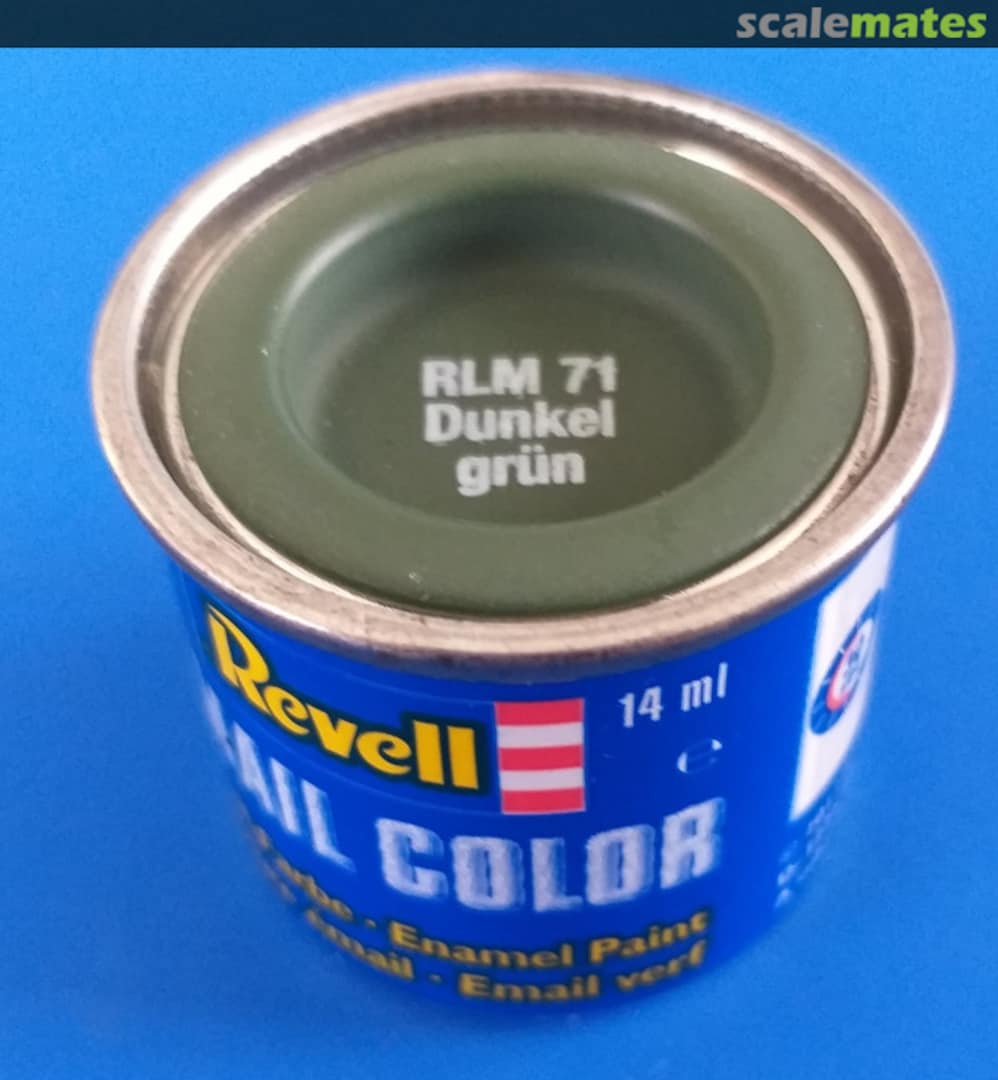 scalemates
RLM 71
Dunkel
grün
Revell
14 ml
℮
COLOR
Enamel Paint
Email verf